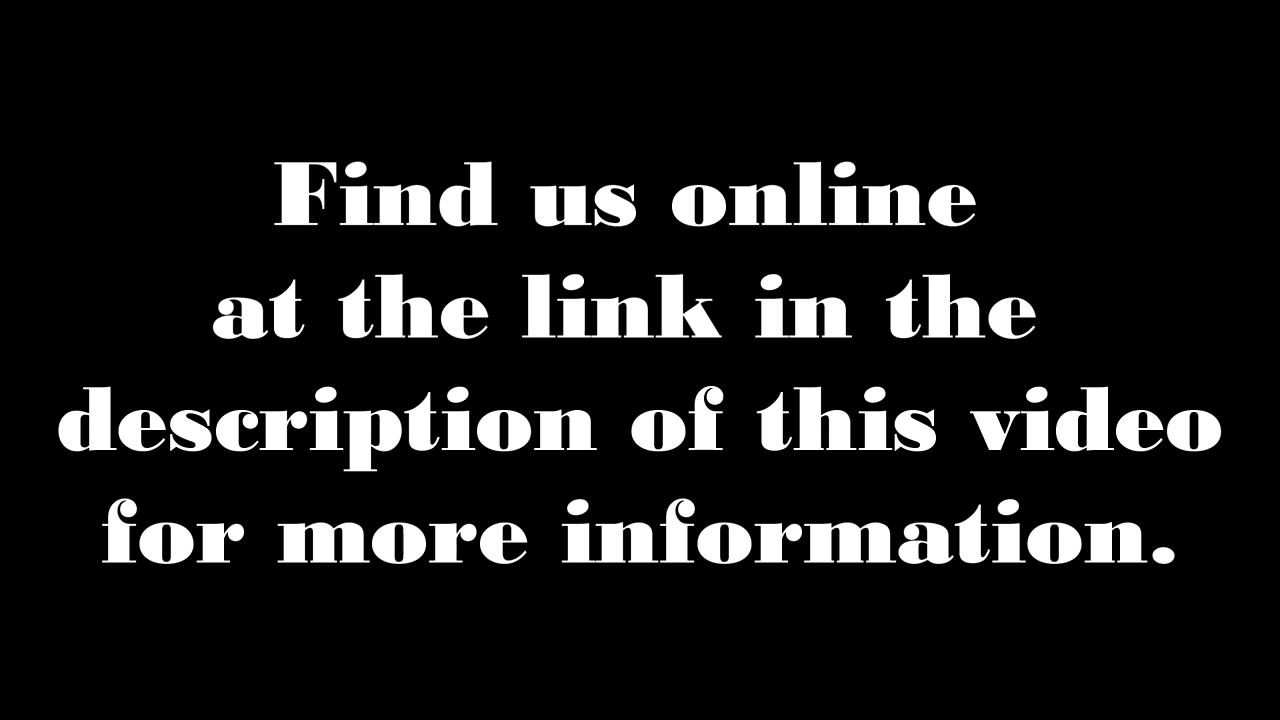 Find us online
at the link in the
description of this video
for more information.